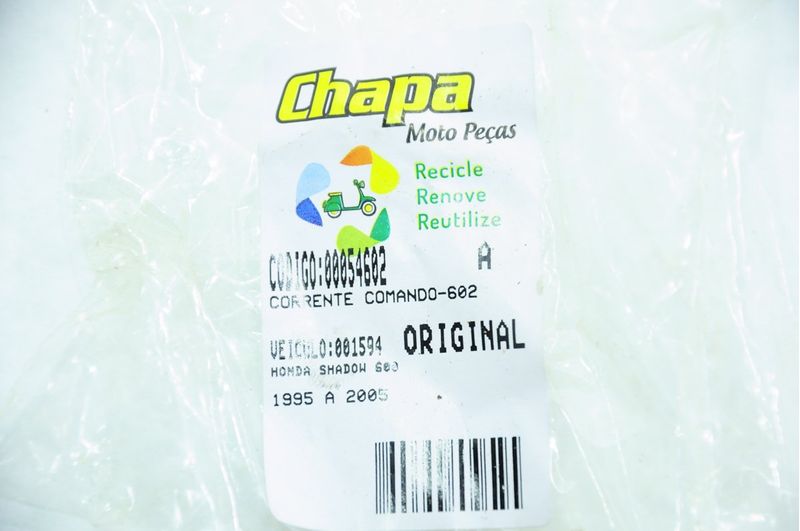 Chapa
Moto Peças
Recicle
Renove
Reutilize
CODIGO:00054602 A
CORRENTE COMANDO-602
VEICULO:001594 ORIGINAL
HONDA SHADOW 600
1995 A 2005